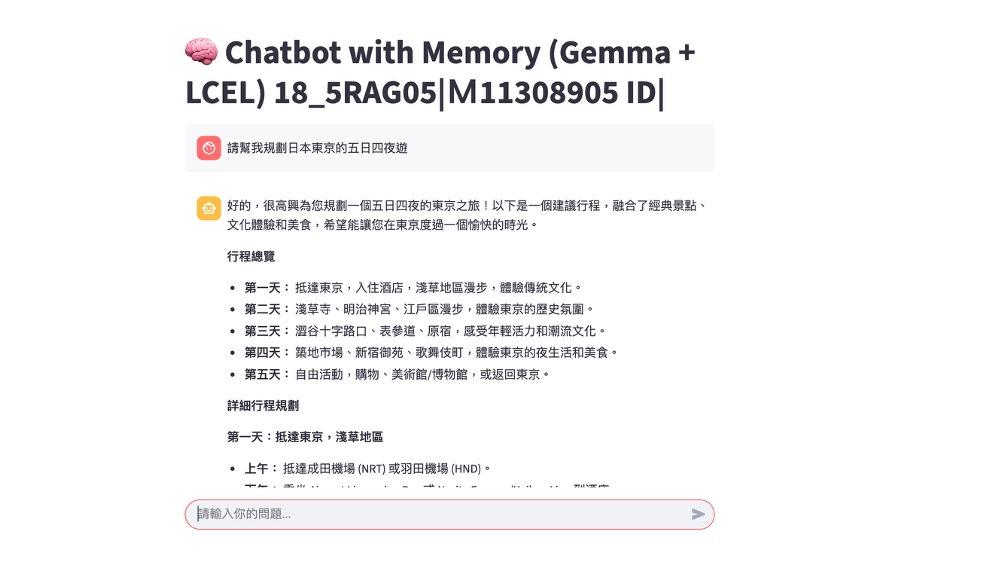 Chatbot with Memory (Gemma +
LCEL) 18_5RAG05|M11308905 ID|
請幫我規劃日本東京的五日四夜遊
好的，很高興為您規劃一個五日四夜的東京之旅！以下是一個建議行程，融合了經典景點、
文化體驗和美食，希望能讓您在東京度過一個愉快的時光。
行程總覽
• 第一天： 抵達東京，入住酒店，淺草地區漫步，體驗傳統文化。
• 第二天： 淺草寺、明治神宮、江戶區漫步，體驗東京的歷史氛圍。
• 第三天： 澀谷十字路口、表參道、原宿，感受年輕活力和潮流文化。
• 第四天： 築地市場、新宿御苑、歌舞伎町，體驗東京的夜生活和美食。
• 第五天： 自由活動，購物、美術館/博物館，或返回東京。
詳細行程規劃
第一天：抵達東京，淺草地區
• 上午： 抵達成田機場 (NRT) 或羽田機場 (HND)。
請輸入你的問題...